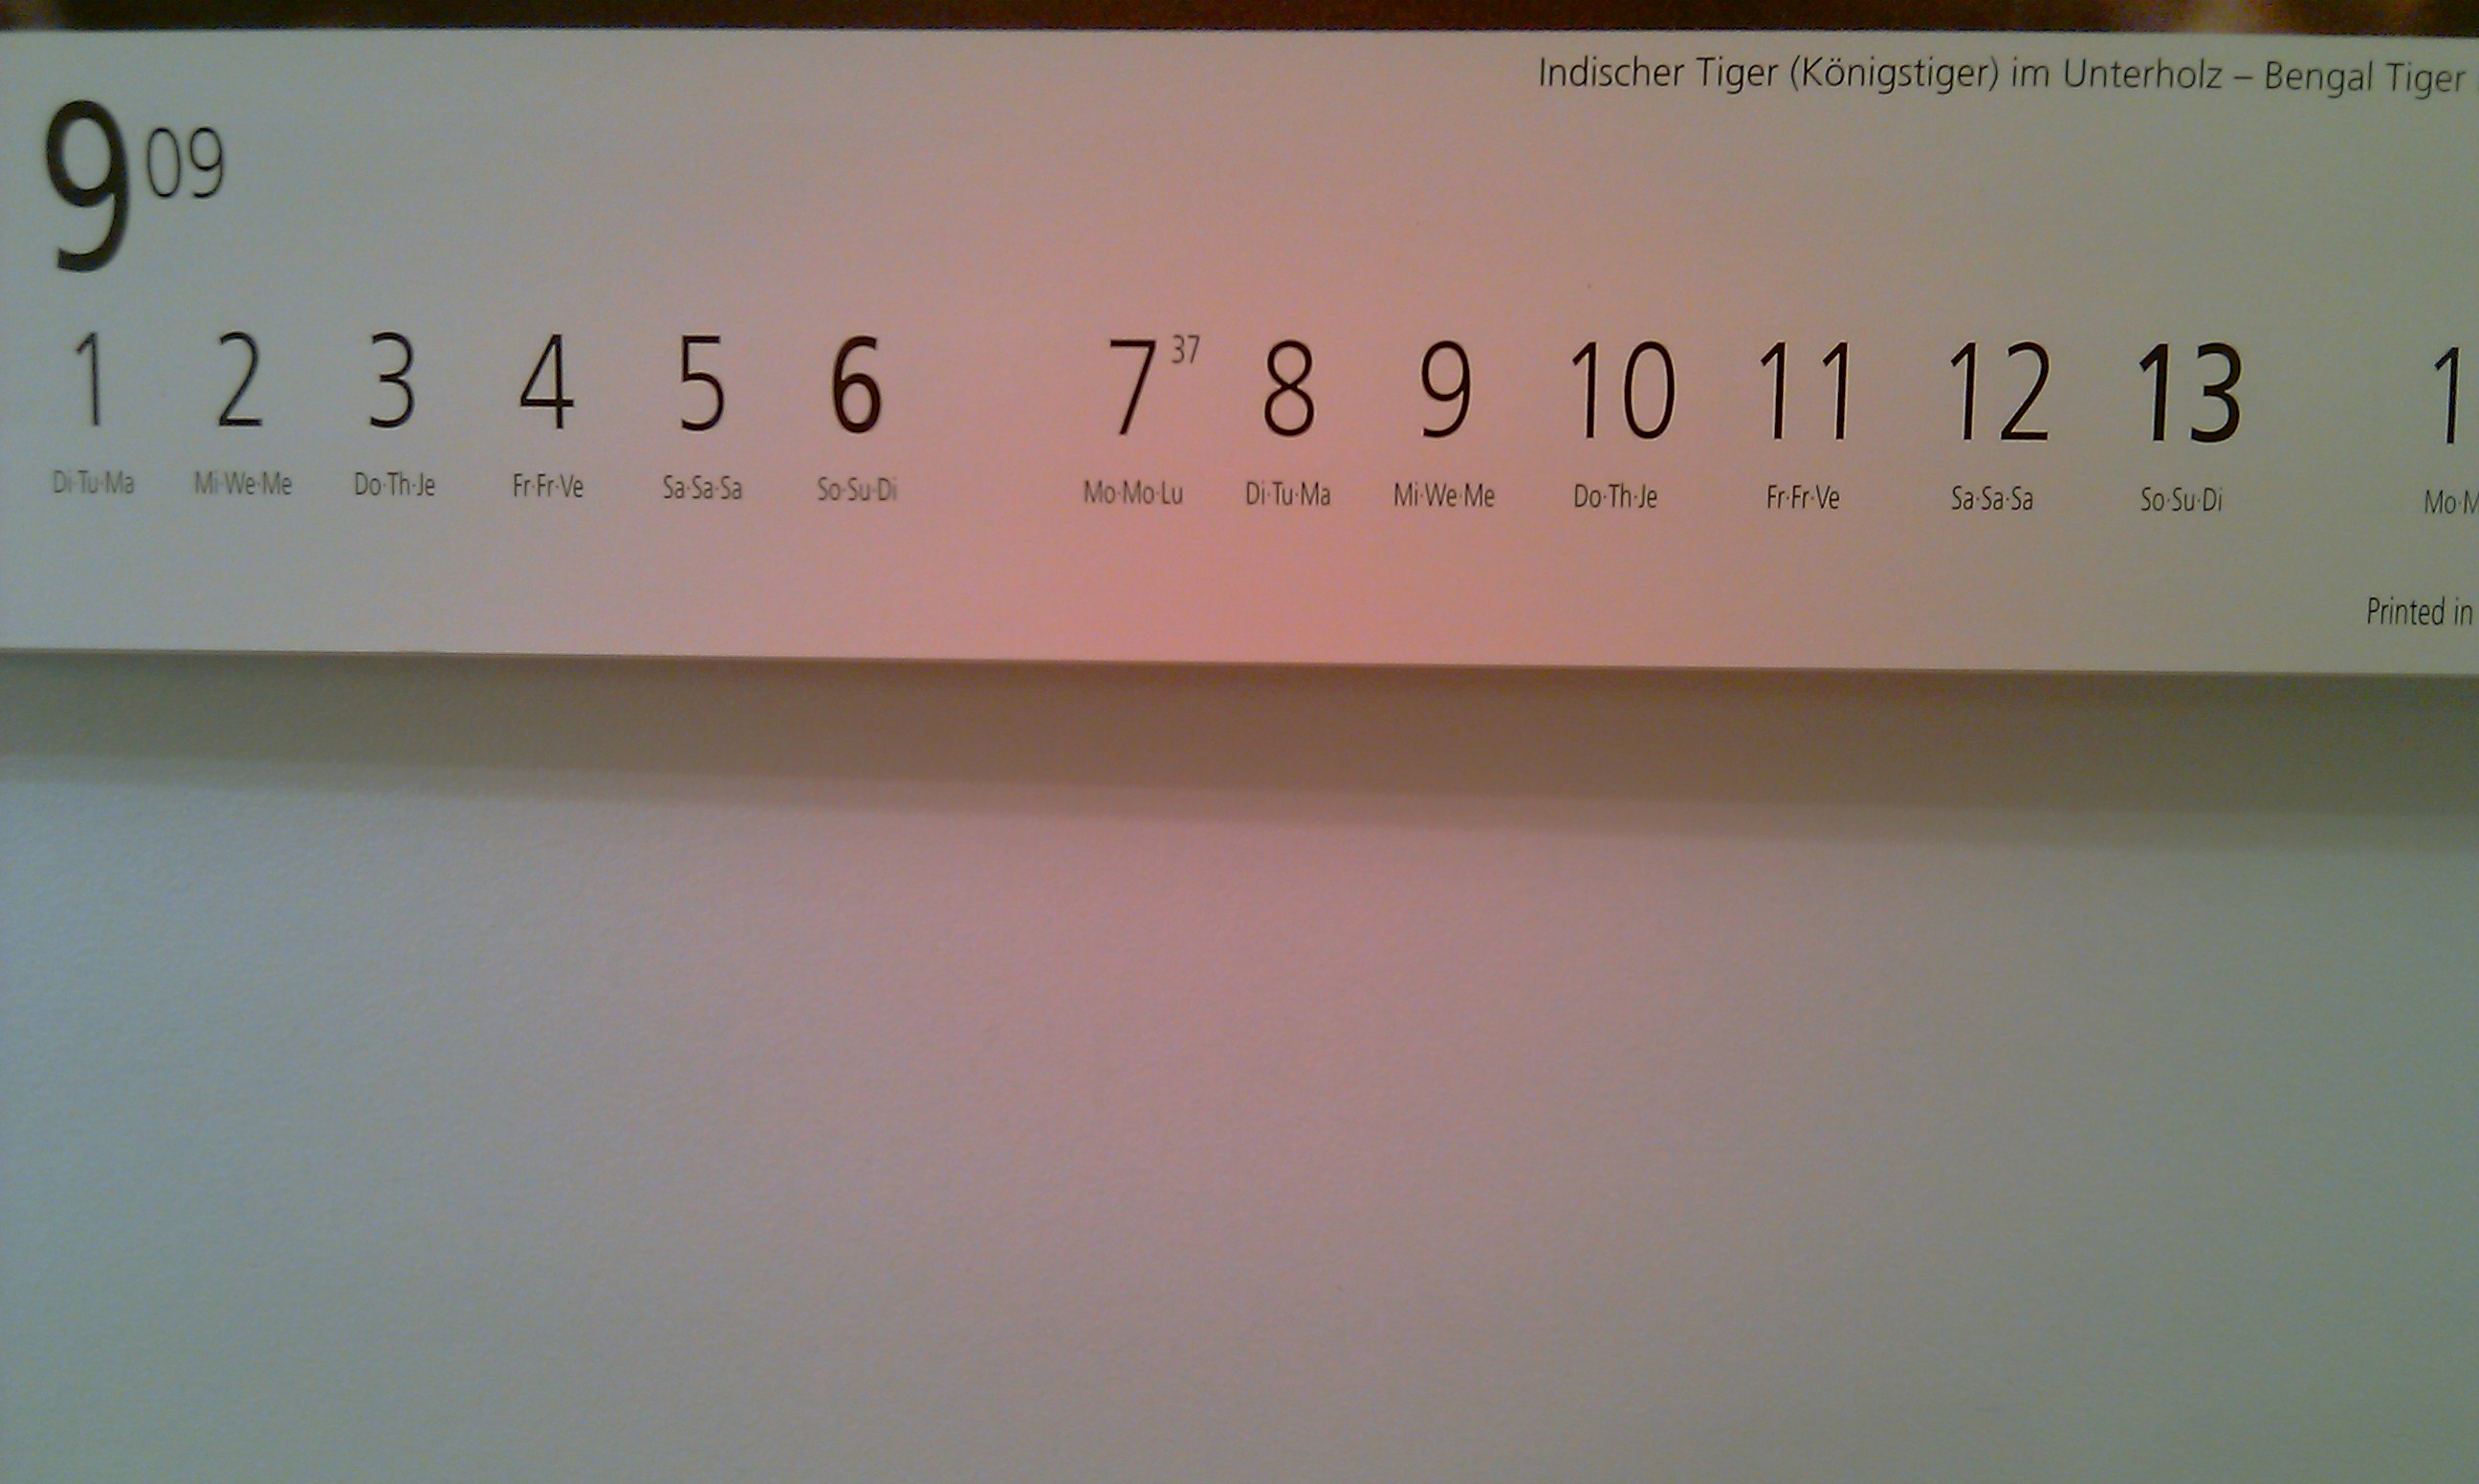 Indischer Tiger (Königstiger) im Unterholz – Bengal Tiger
9 09
1 2 3 4 5 6 7 37 8 9 10 11 12 13 1
Di·Tu·Ma Mi·We·Me Do·Th·Je Fr·Fr·Ve Sa·Sa·Sa So·Su·Di Mo·Mo·Lu Di·Tu·Ma Mi·We·Me Do·Th·Je Fr·Fr·Ve Sa·Sa·Sa So·Su·Di Mo·M
Printed in